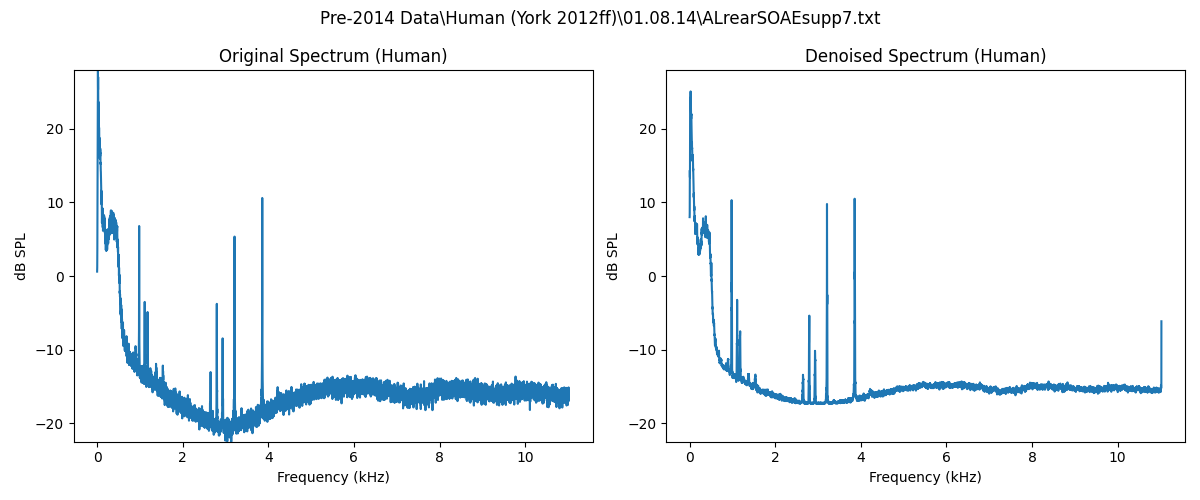 Pre-2014 Data\Human (York 2012ff)\01.08.14\ALrearSOAEsupp7.txt
Original Spectrum (Human)
20
10
0
−10
−20
dB SPL
0 2 4 6 8 10
Frequency (kHz)
Denoised Spectrum (Human)
20
10
0
−10
−20
dB SPL
0 2 4 6 8 10
Frequency (kHz)